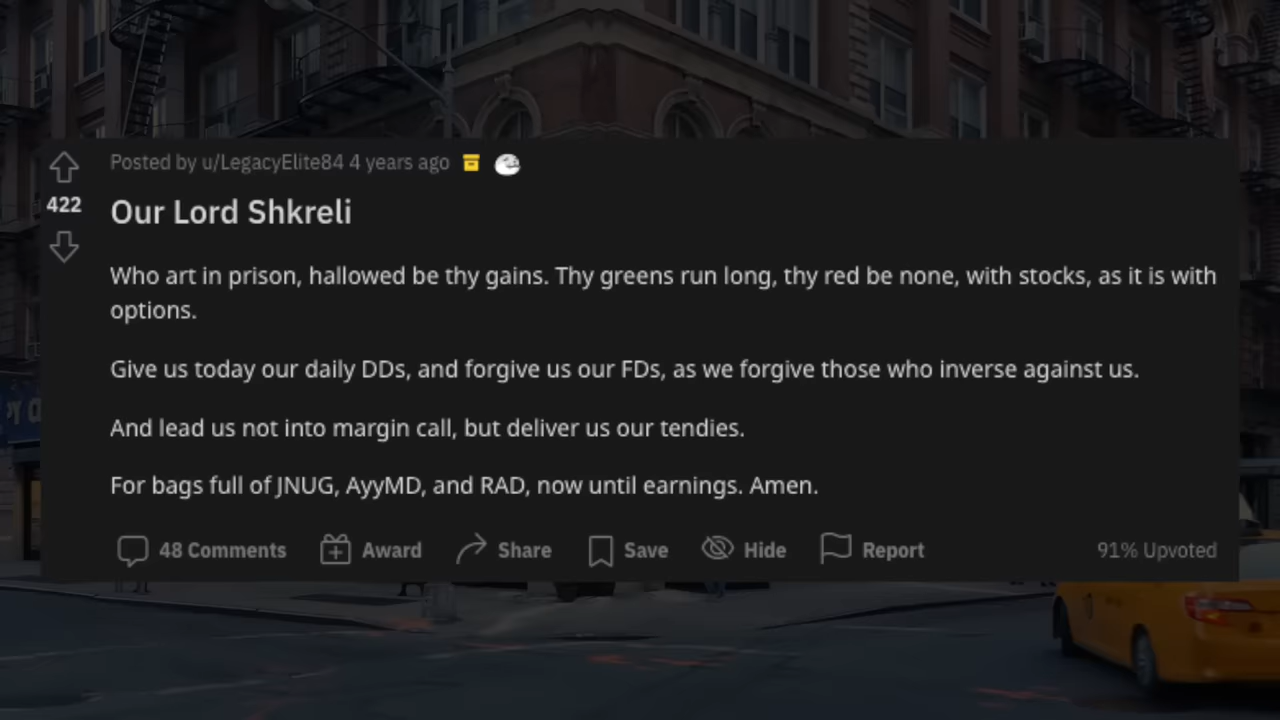 Posted by u/LegacyElite84 4 years ago
422
Our Lord Shkreli
Who art in prison, hallowed be thy gains. Thy greens run long, thy red be none, with stocks, as it is with
options.
Give us today our daily DDs, and forgive us our FDs, as we forgive those who inverse against us.
And lead us not into margin call, but deliver us our tendies.
For bags full of JNUG, AyyMD, and RAD, now until earnings. Amen.
48 Comments Award Share Save Hide Report 91% Upvoted